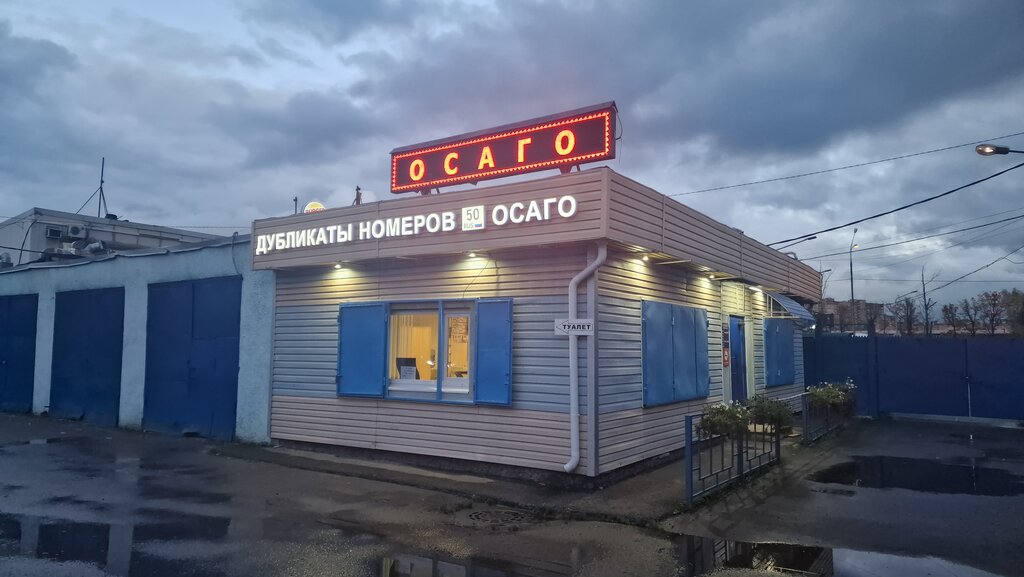 ОСАГО
ДУБЛИКАТЫ НОМЕРОВ 50 RUS ОСАГО
ТУАЛЕТ